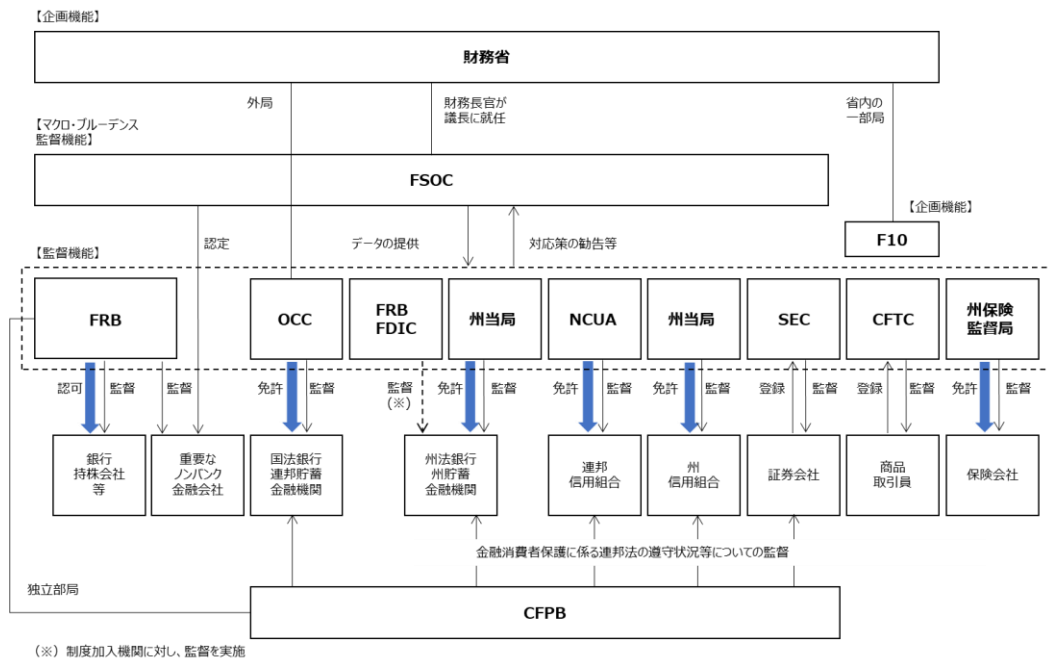 【企画機能】
財務省
外局
財務長官が
議長に就任
省内の
一部局
【マクロ・プルーデンス
監督機能】
FSOC
【企画機能】
F10
認定
データの提供
対応策の勧告等
【監督機能】
FRB
OCC
FRB
FDIC
州当局
NCUA
州当局
SEC
CFTC
州保険
監督局
認可
監督
監督
免許
監督
監督
(※)
免許
監督
免許
監督
免許
監督
登録
監督
登録
監督
免許
監督
銀行
持株会社
等
重要な
ノンバンク
金融会社
国法銀行
連邦貯蓄
金融機関
州法銀行
州貯蓄
金融機関
連邦
信用組合
州
信用組合
証券会社
商品
取引員
保険会社
金融消費者保護に係る連邦法の遵守状況等についての監督
独立部局
CFPB
(※) 制度加入機関に対し、監督を実施